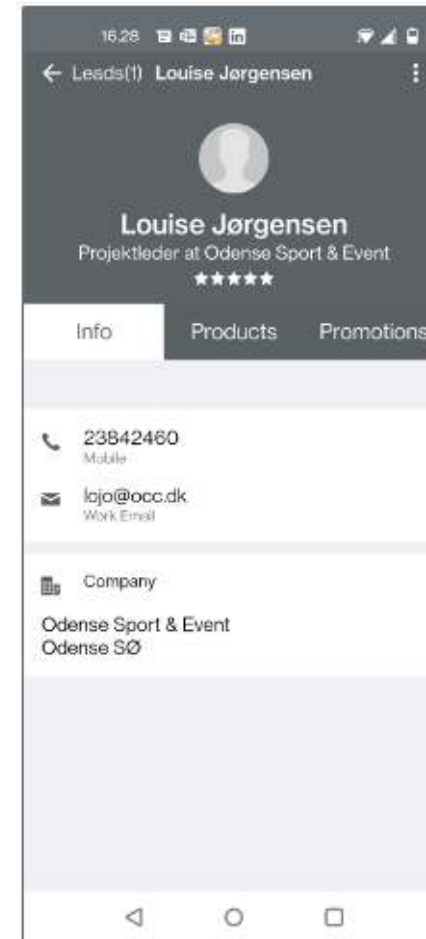 16.28
Leads(1) Louise Jørgensen
Louise Jørgensen
Projektleder at Odense Sport & Event
Info Products Promotions
23842460
Mobile
lojo@occ.dk
Work Email
Company
Odense Sport & Event
Odense SØ